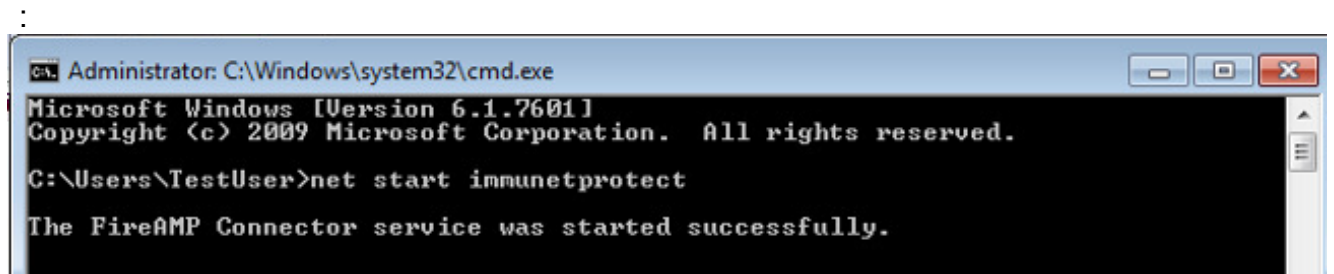 :
Administrator: C:\Windows\system32\cmd.exe
Microsoft Windows [Version 6.1.7601]
Copyright (c) 2009 Microsoft Corporation.  All rights reserved.
C:\Users\TestUser>net start immunetprotect
The FireAMP Connector service was started successfully.